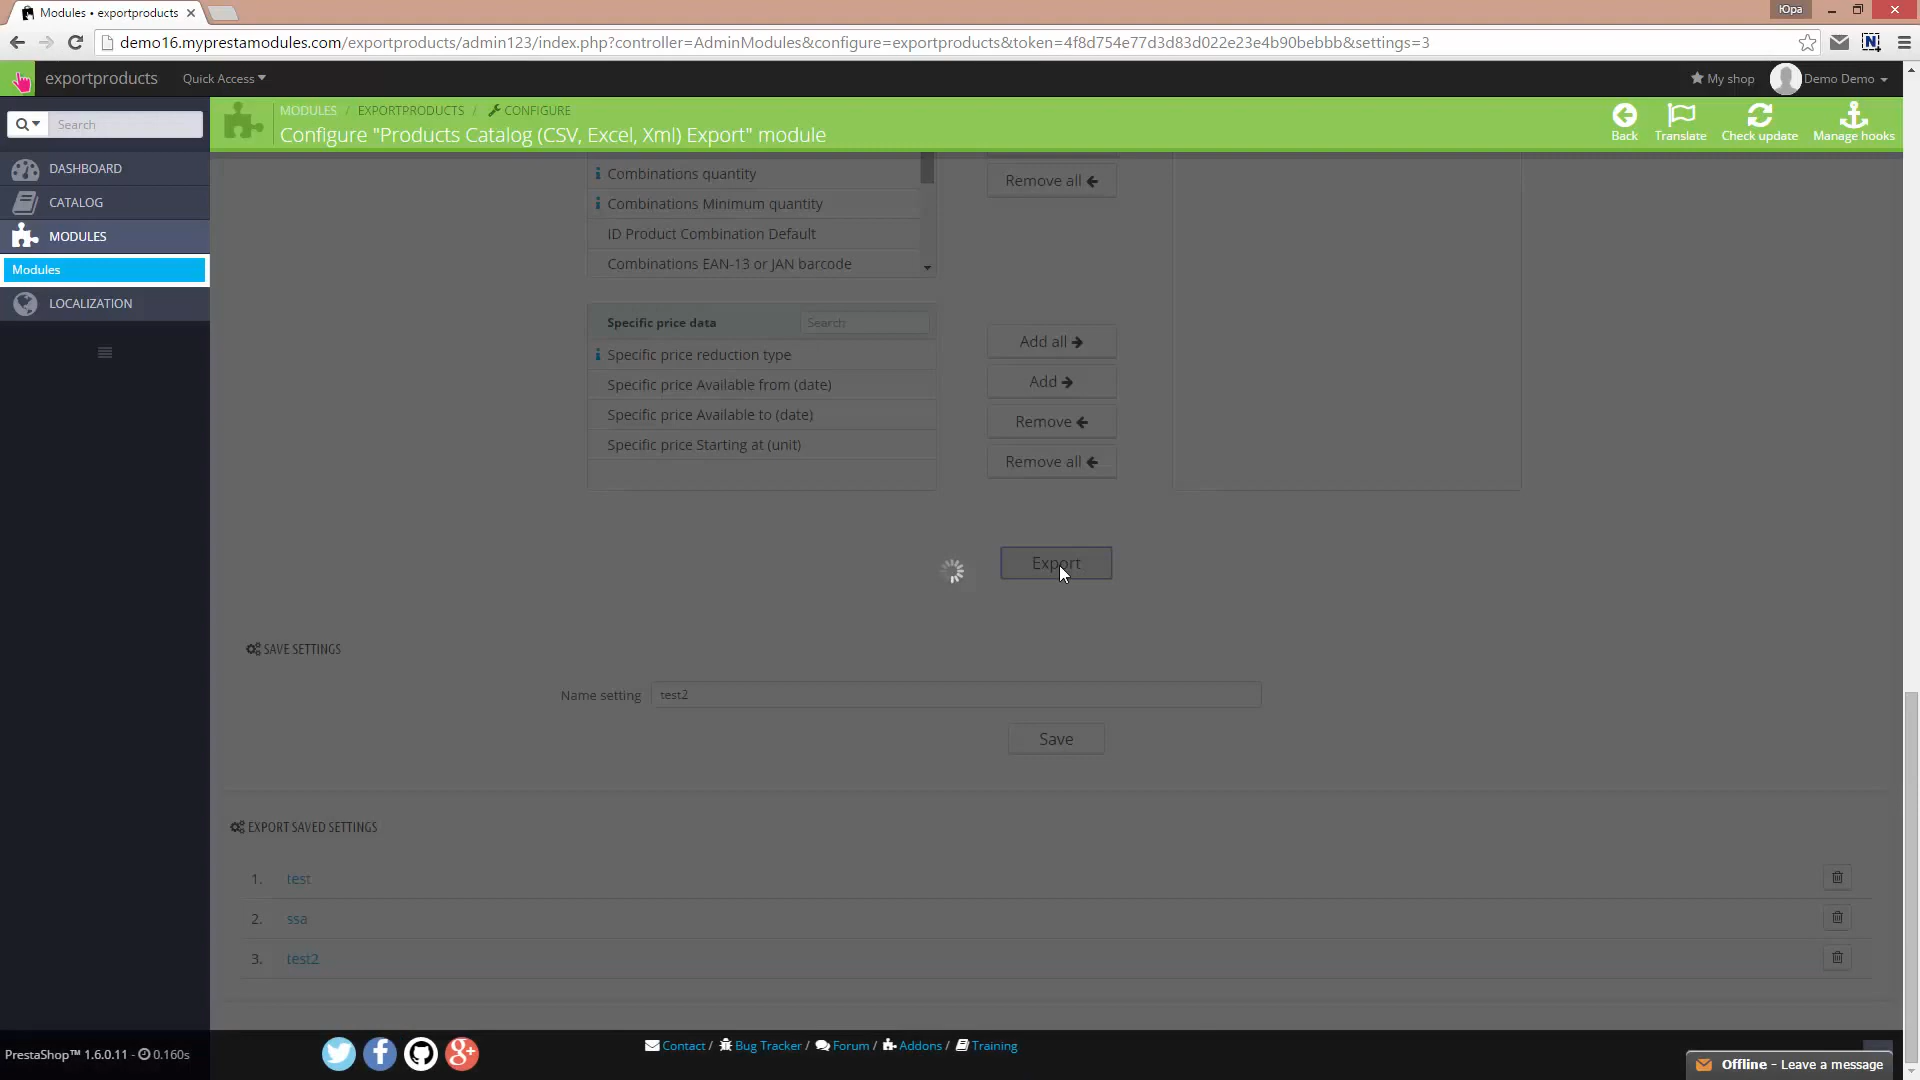 Modules • exportproducts
Юра
demo16.myprestamodules.com/exportproducts/admin123/index.php?controller=AdminModules&configure=exportproducts&token=4f8d754e77d3d83d022e23e4b90bebbb&settings=3
exportproducts
Quick Access
My shop
Demo Demo
Search
MODULES / EXPORTPRODUCTS / CONFIGURE
Configure "Products Catalog (CSV, Excel, Xml) Export" module
Back
Translate
Check update
Manage hooks
DASHBOARD
CATALOG
MODULES
Modules
LOCALIZATION
Combinations quantity
Combinations Minimum quantity
ID Product Combination Default
Combinations EAN-13 or JAN barcode
Remove all
Specific price data
Search
Specific price reduction type
Specific price Available from (date)
Specific price Available to (date)
Specific price Starting at (unit)
Add all
Add
Remove
Remove all
Export
SAVE SETTINGS
Name setting
test2
Save
EXPORT SAVED SETTINGS
1. test
2. ssa
3. test2
PrestaShop™ 1.6.0.11 - 0.160s
Contact / Bug Tracker / Forum / Addons / Training
Offline - Leave a message